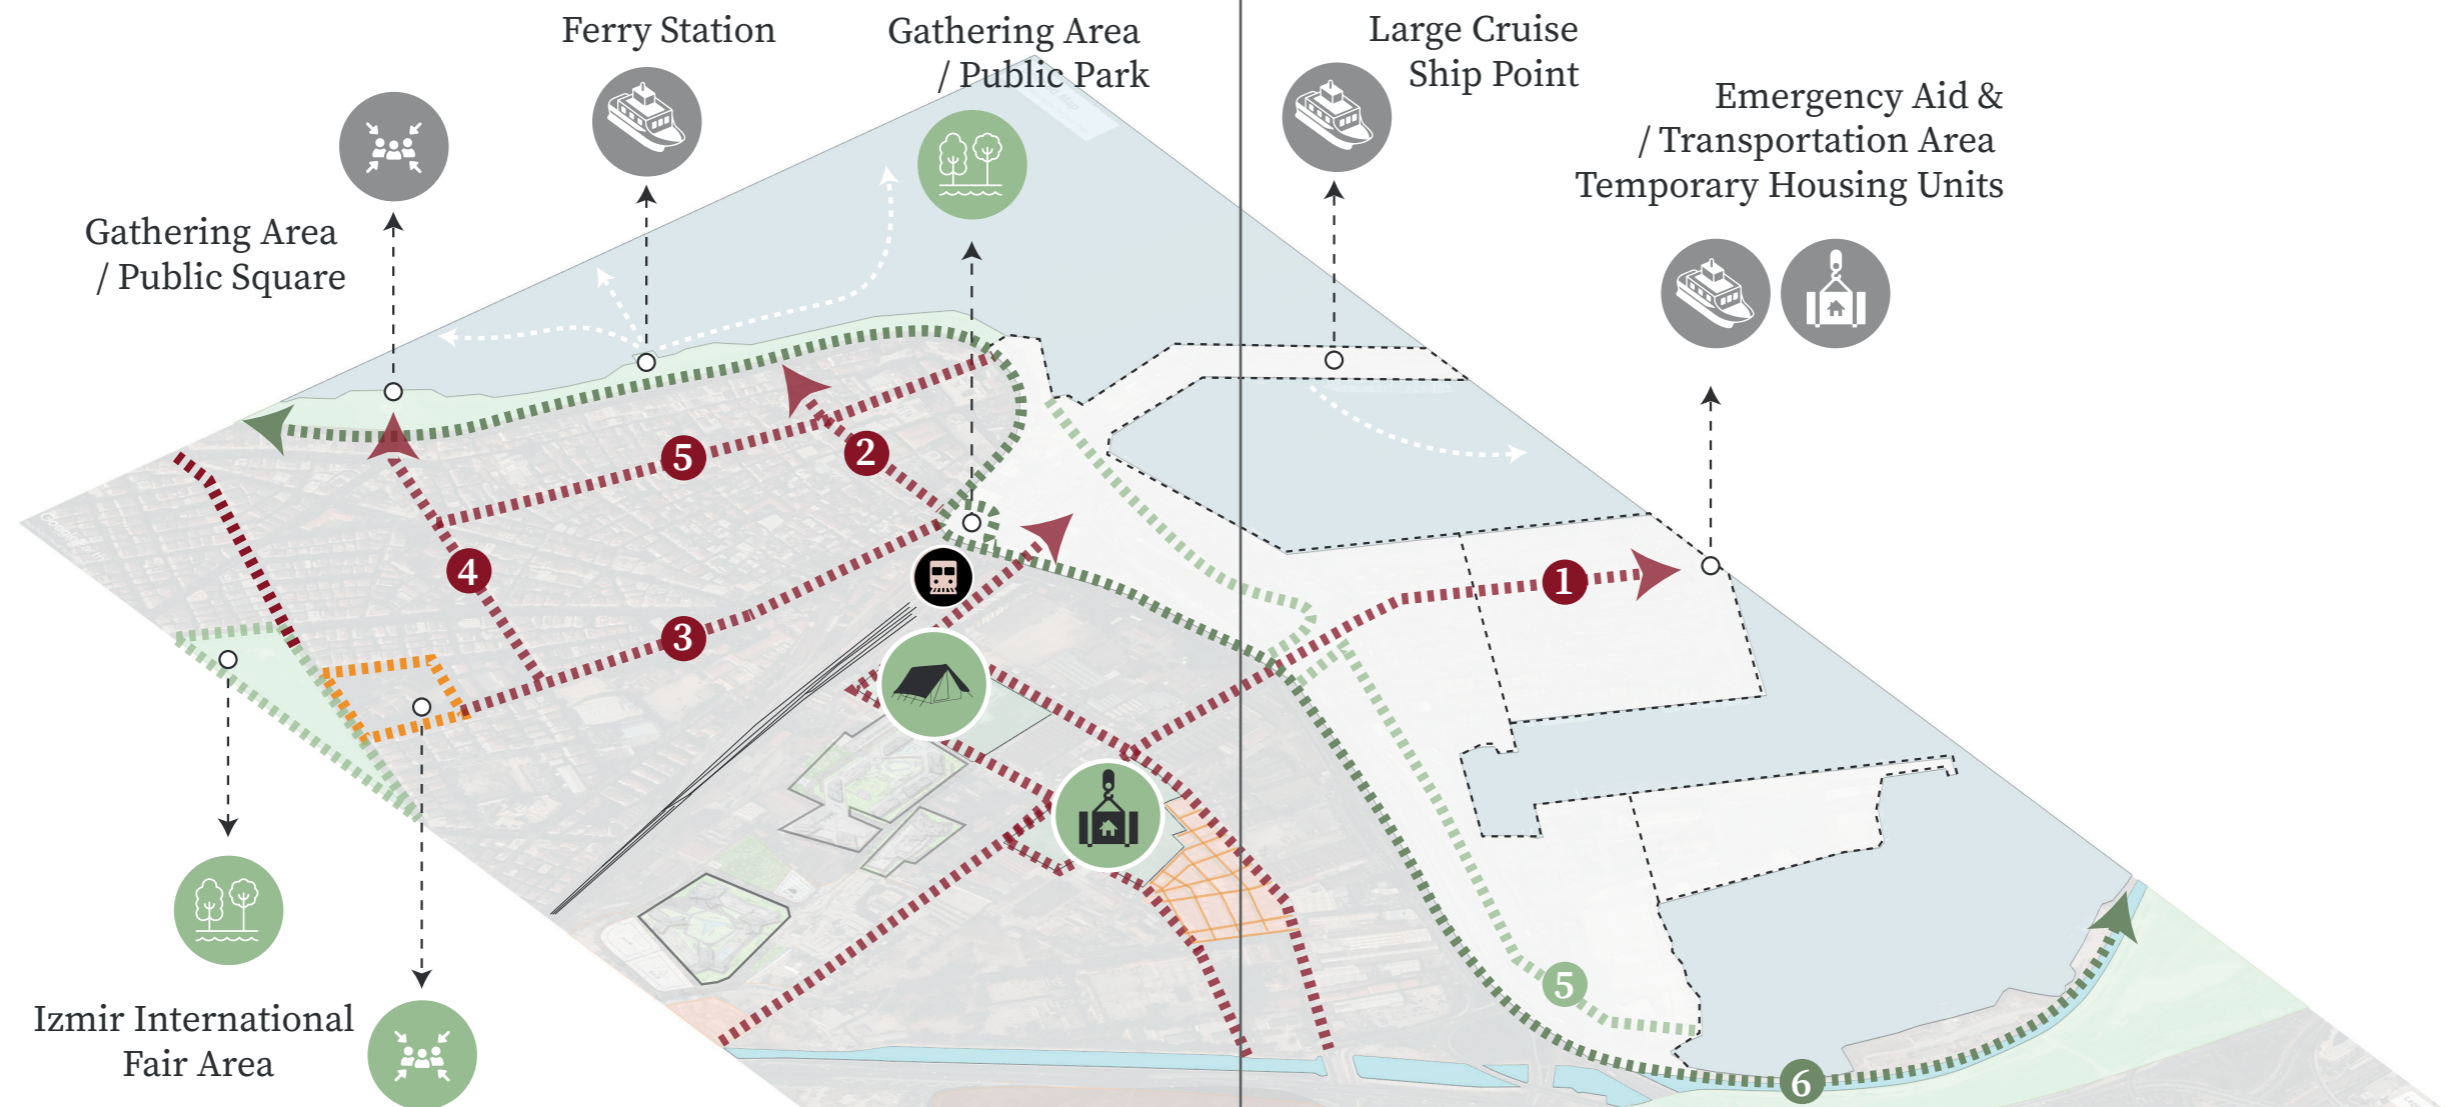 Ferry Station
Gathering Area
/ Public Park
Large Cruise
Ship Point
Emergency Aid &
/ Transportation Area
Temporary Housing Units
Gathering Area
/ Public Square
5
2
4
3
1
5
6
Izmir International
Fair Area